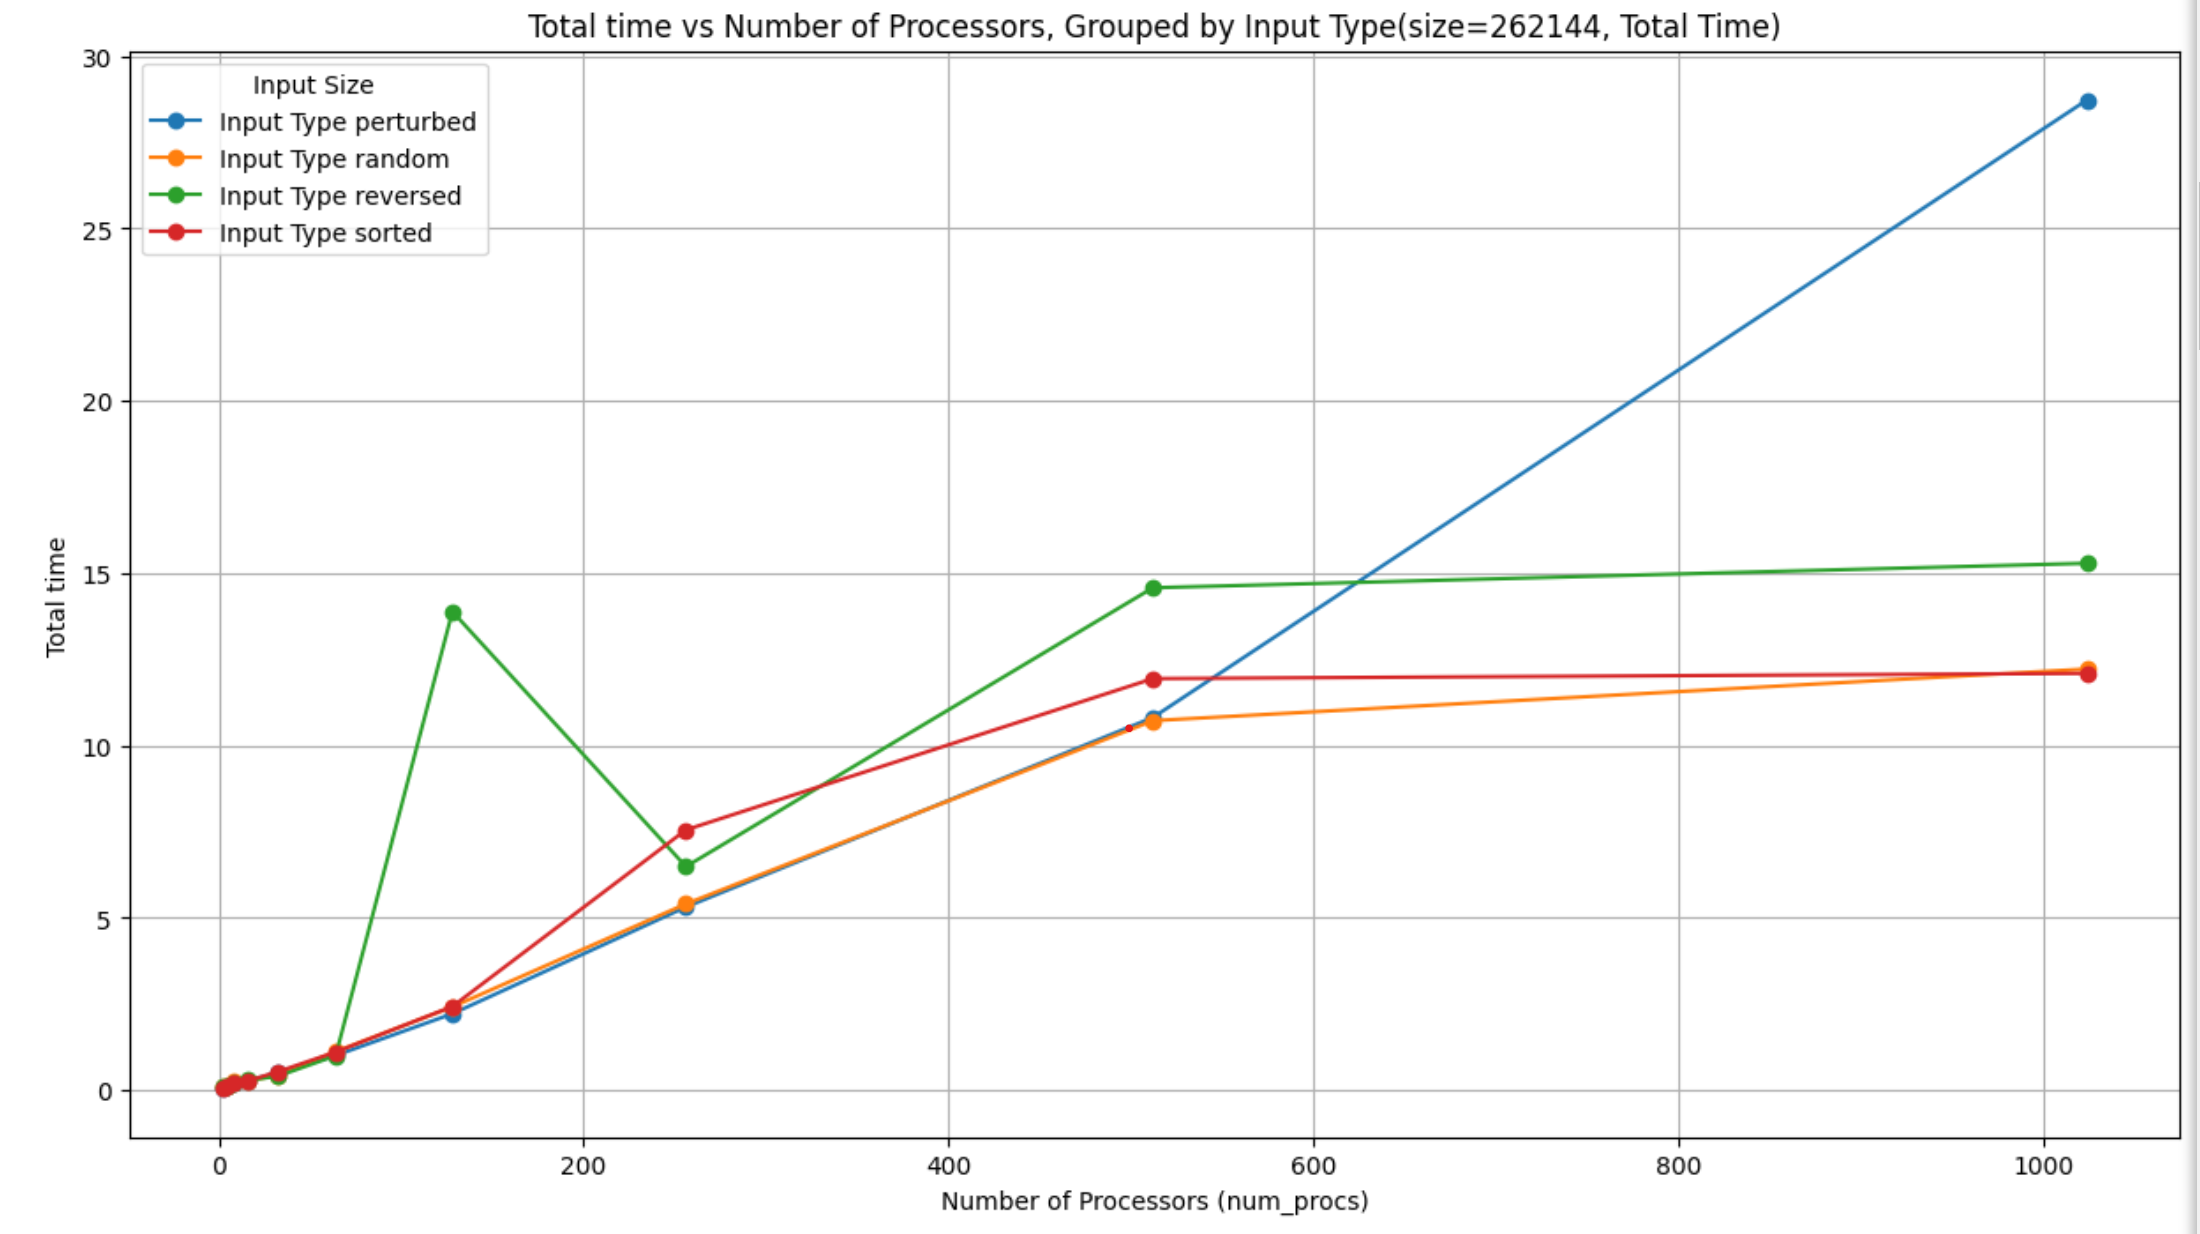 Total time vs Number of Processors, Grouped by Input Type(size=262144, Total Time)
30
25
20
15
10
5
0
Total time
Input Size
Input Type perturbed
Input Type random
Input Type reversed
Input Type sorted
0 200 400 600 800 1000
Number of Processors (num_procs)